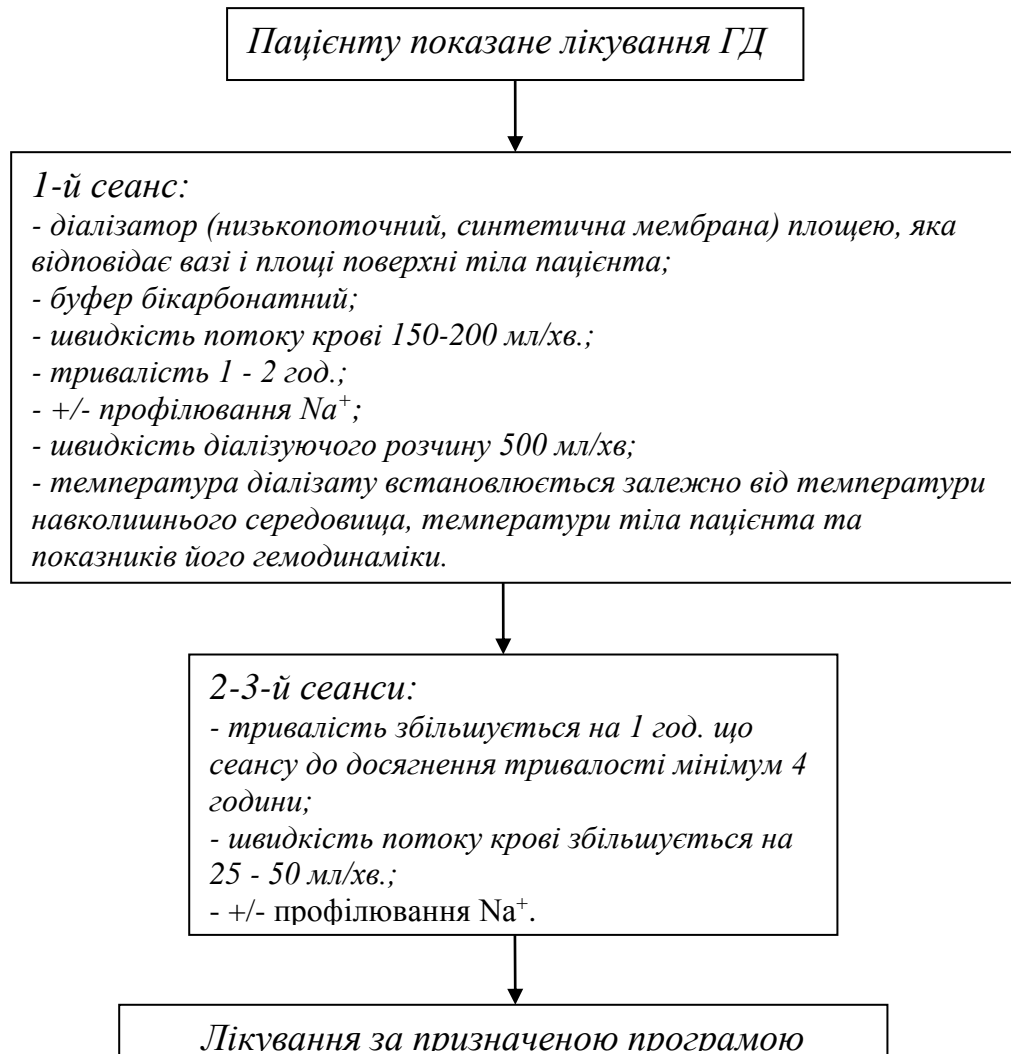 Пацієнту показане лікування ГД
1-й сеанс:
- діалізатор (низькопоточний, синтетична мембрана) площею, яка
відповідає вазі і площі поверхні тіла пацієнта;
- буфер бікарбонатний;
- швидкість потоку крові 150-200 мл/хв.;
- тривалість 1 - 2 год.;
- +/- профілювання Na⁺;
- швидкість діалізуючого розчину 500 мл/хв;
- температура діалізату встановлюється залежно від температури
навколишнього середовища, температури тіла пацієнта та
показників його гемодинаміки.
2-3-й сеанси:
- тривалість збільшується на 1 год. що
сеансу до досягнення тривалості мінімум 4
години;
- швидкість потоку крові збільшується на
25 - 50 мл/хв.;
- +/- профілювання Na⁺.
Лікування за призначеною програмою